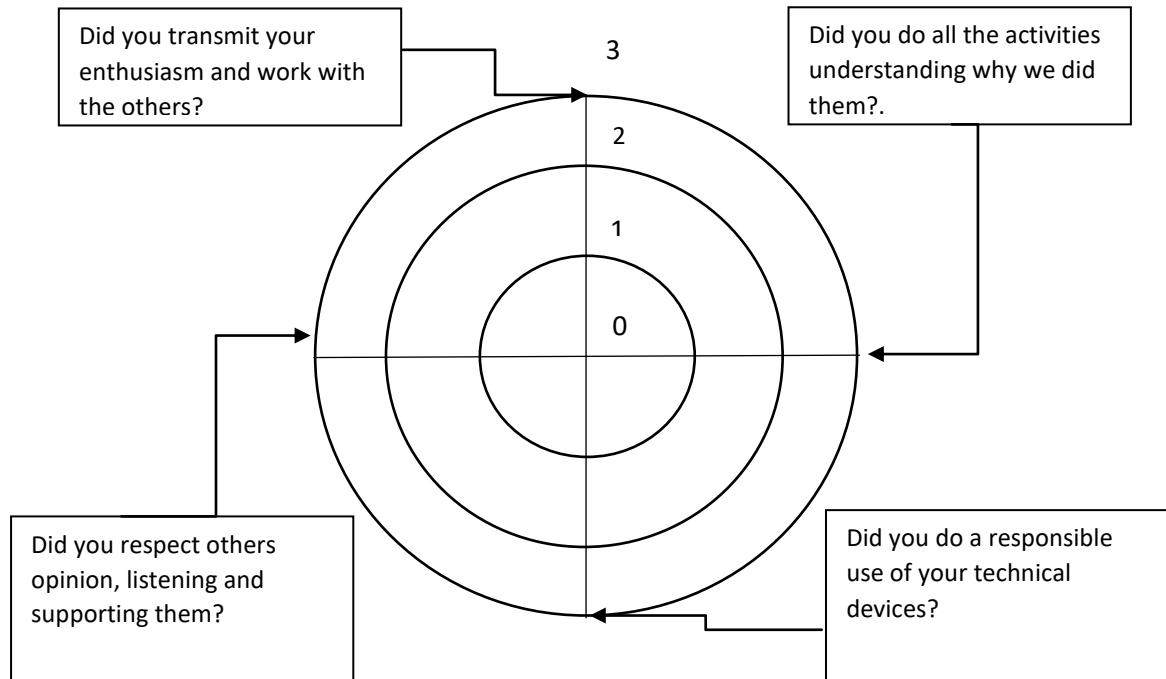 Did you transmit your
enthusiasm and work with
the others?
3
Did you do all the activities
understanding why we did
them?.
2
1
0
Did you respect others
opinion, listening and
supporting them?
Did you do a responsible
use of your technical
devices?